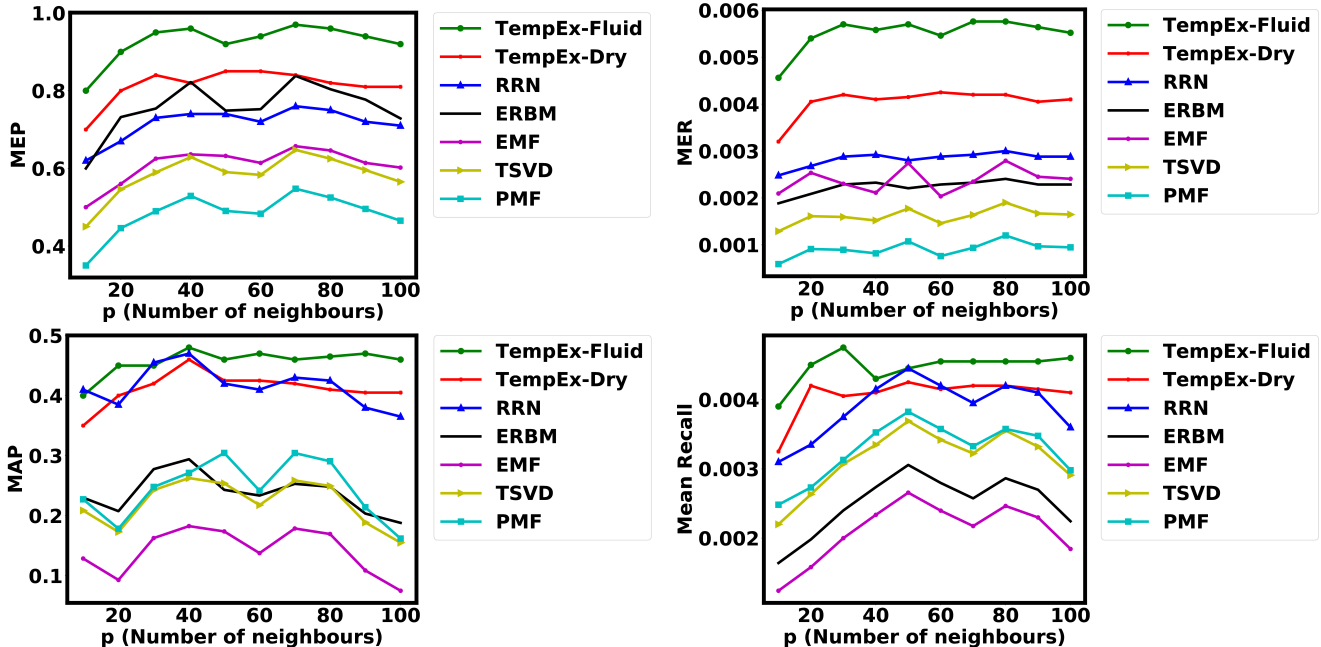 1.0
0.8
0.6
0.4
MEP
20 40 60 80 100
p (Number of neighbours)
TempEx-Fluid
TempEx-Dry
RRN
ERBM
EMF
TSVD
PMF
0.006
0.005
0.004
0.003
0.002
0.001
MER
20 40 60 80 100
p (Number of neighbours)
TempEx-Fluid
TempEx-Dry
RRN
ERBM
EMF
TSVD
PMF
0.5
0.4
0.3
0.2
0.1
MAP
20 40 60 80 100
p (Number of neighbours)
TempEx-Fluid
TempEx-Dry
RRN
ERBM
EMF
TSVD
PMF
0.004
0.003
0.002
Mean Recall
20 40 60 80 100
p (Number of neighbours)
TempEx-Fluid
TempEx-Dry
RRN
ERBM
EMF
TSVD
PMF